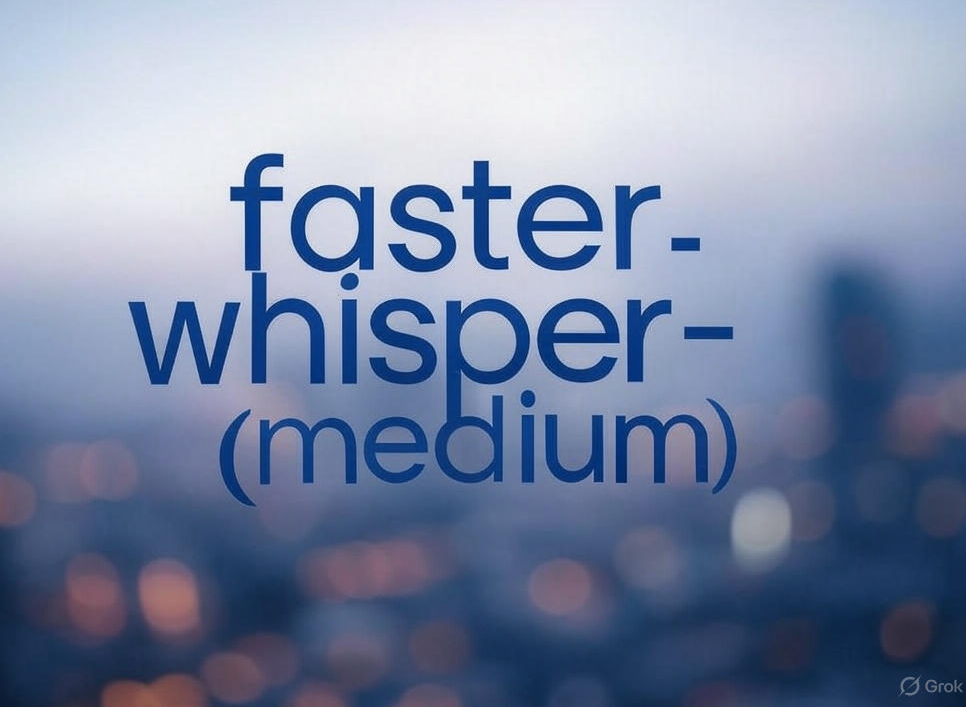 faster-
whisper-
(medium)
Grok